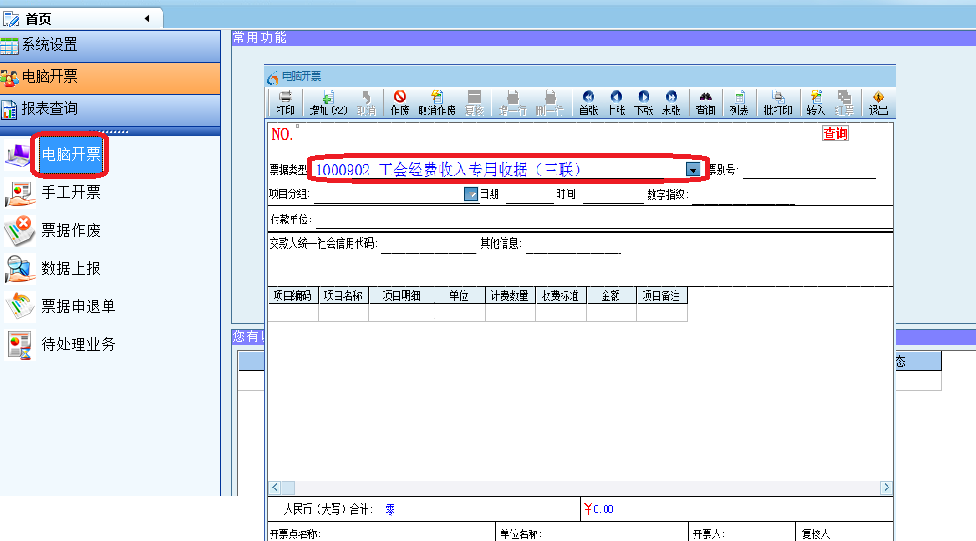 首页
系统设置
电脑开票
报表查询
电脑开票
手工开票
票据作废
数据上报
票据申退单
待处理业务
常用功能
电脑开票
打印 增加(%Z) 取消 作废 取消作废 复核 增一行 删一行 首张 上张 下张 末张 查询 列表 批打印 转入 红票 退出
NO. 查询
票据类型 1000902 工会经费收入专用收据（三联） 票别号:
项目分组: 日期 时间 数字指纹:
付款单位:
交款人统一社会信用代码: 其他信息:
项目编码 项目名称 项目明细 单位 计费数量 收费标准 金额 项目备注
您有
态
人民币（大写）合计: 零 ￥0.00
开票点名称: 单位名称: 开票人: 复核人